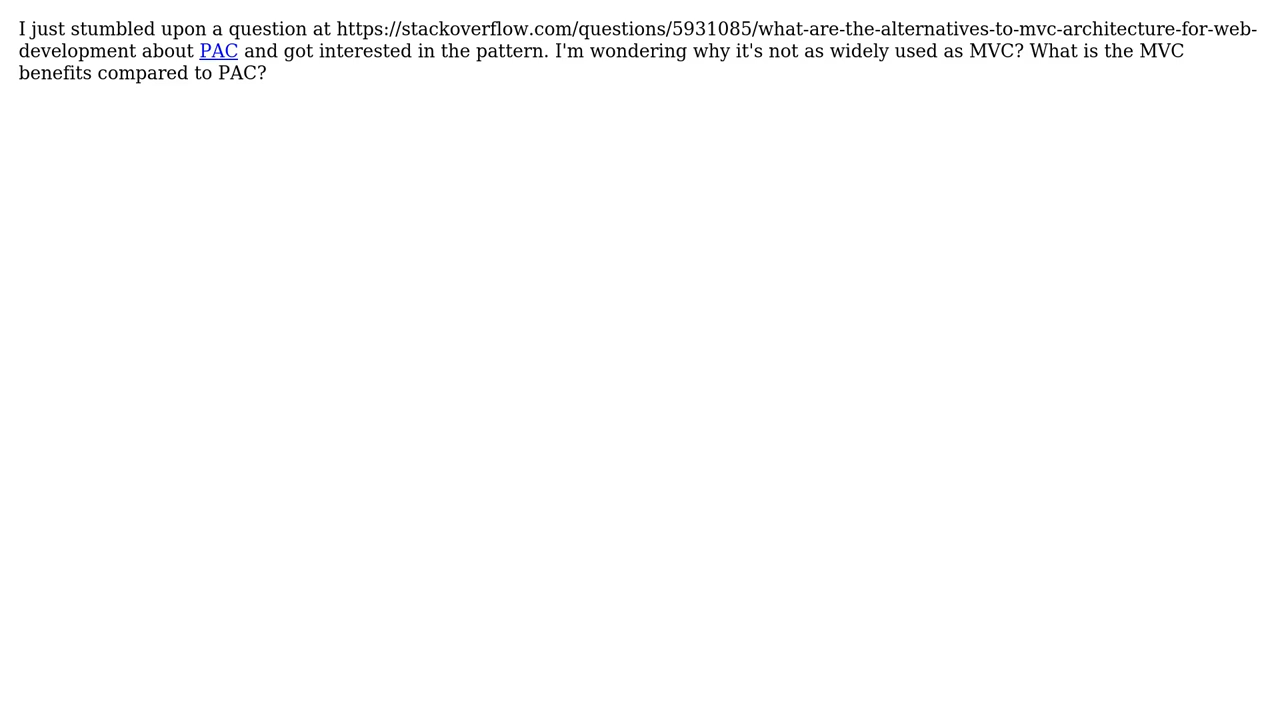 I just stumbled upon a question at https://stackoverflow.com/questions/5931085/what-are-the-alternatives-to-mvc-architecture-for-web-
development about PAC and got interested in the pattern. I'm wondering why it's not as widely used as MVC? What is the MVC
benefits compared to PAC?